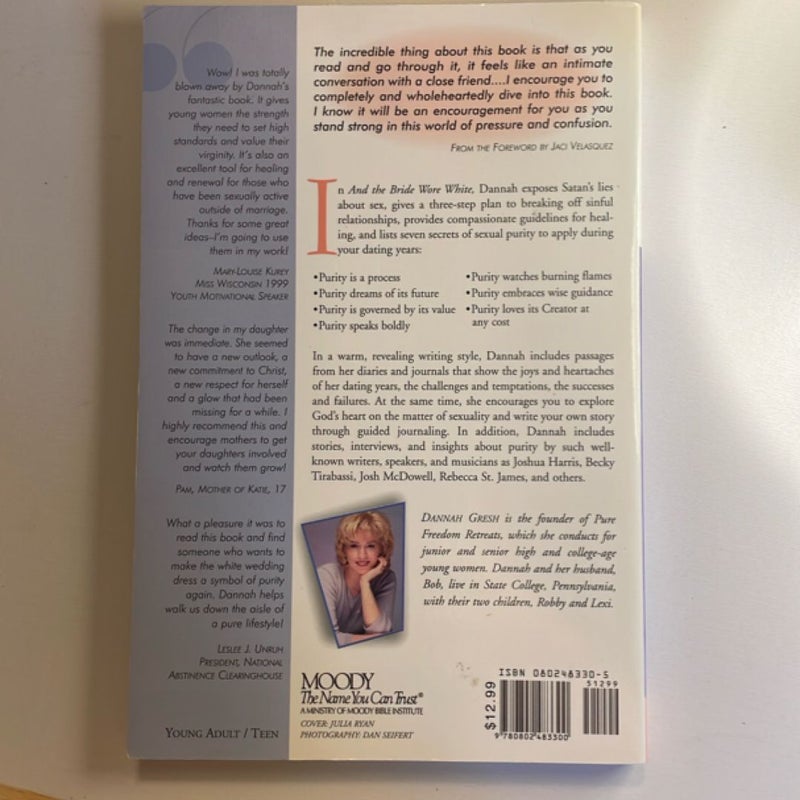 Wow! I was totally
blown away by Dannah's
fantastic book. It gives
young women the strength
they need to set high
standards and value their
virginity. It's also an
excellent tool for healing
and renewal for those who
have been sexually active
outside of marriage.
Thanks for some great
ideas–I'm going to use
them in my work!
MARY-LOUISE KUREY
MISS WISCONSIN 1999
YOUTH MOTIVATIONAL SPEAKER
The change in my daughter
was immediate. She seemed
to have a new outlook, a
new commitment to Christ,
a new respect for herself
and a glow that had been
missing for a while. I
highly recommend this and
encourage mothers to get
your daughters involved
and watch them grow!
PAM, MOTHER OF KATIE, 17
What a pleasure it was to
read this book and find
someone who wants to
make the white wedding
dress a symbol of purity
again. Dannah helps
walk us down the aisle of
a pure lifestyle!
LESLEE J. UNRUH
PRESIDENT, NATIONAL
ABSTINENCE CLEARINGHOUSE
YOUNG ADULT / TEEN
The incredible thing about this book is that as you
read and go through it, it feels like an intimate
conversation with a close friend....I encourage you to
completely and wholeheartedly dive into this book.
I know it will be an encouragement for you as you
stand strong in this world of pressure and confusion.
FROM THE FOREWORD BY JACI VELASQUEZ
In And the Bride Wore White, Dannah exposes Satan's lies
about sex, gives a three-step plan to breaking off sinful
relationships, provides compassionate guidelines for heal-
ing, and lists seven secrets of sexual purity to apply during
your dating years:
•Purity is a process
•Purity dreams of its future
•Purity is governed by its value
•Purity speaks boldly
•Purity watches burning flames
•Purity embraces wise guidance
•Purity loves its Creator at
any cost
In a warm, revealing writing style, Dannah includes passages
from her diaries and journals that show the joys and heartaches
of her dating years, the challenges and temptations, the successes
and failures. At the same time, she encourages you to explore
God's heart on the matter of sexuality and write your own story
through guided journaling. In addition, Dannah includes
stories, interviews, and insights about purity by such well-
known writers, speakers, and musicians as Joshua Harris, Becky
Tirabassi, Josh McDowell, Rebecca St. James, and others.
DANNAH GRESH is the founder of Pure
Freedom Retreats, which she conducts for
junior and senior high and college-age
young women. Dannah and her husband,
Bob, live in State College, Pennsylvania,
with their two children, Robby and Lexi.
MOODY
The Name You Can Trust®
A MINISTRY OF MOODY BIBLE INSTITUTE
COVER: JULIA RYAN
PHOTOGRAPHY: DAN SEIFERT
$12.99
ISBN 080248330-5
51299
9 780802 483300